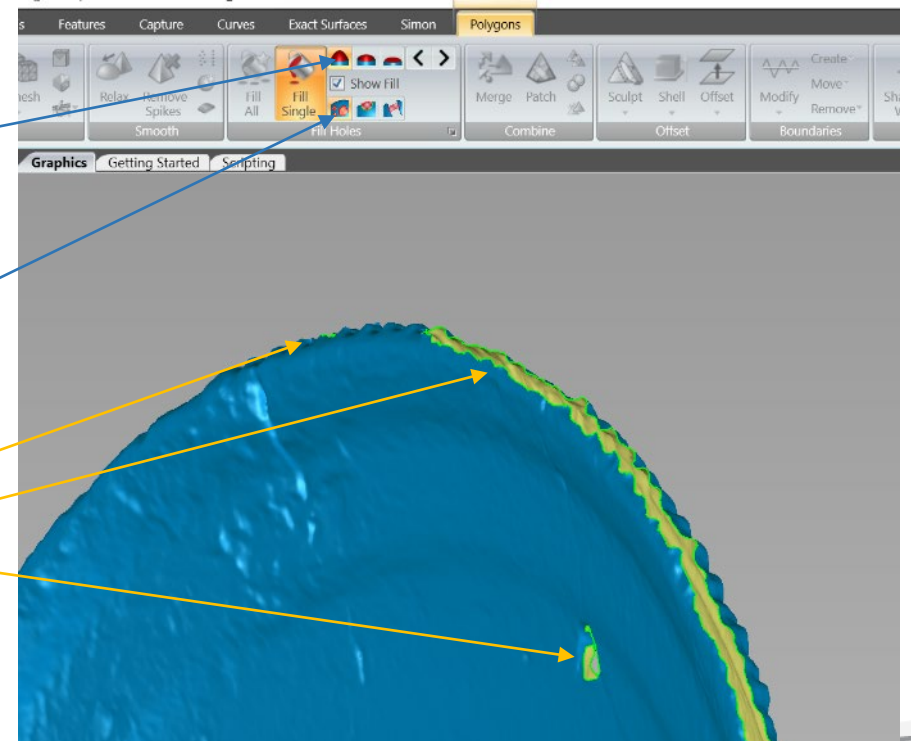 Features Capture Curves Exact Surfaces Simon Polygons
Relax Remove Spikes Fill All Fill Single Show Fill Merge Patch Sculpt Shell Offset Modify Create Move Remove
Smooth Fill Holes Combine Offset Boundaries
Graphics Getting Started Scripting